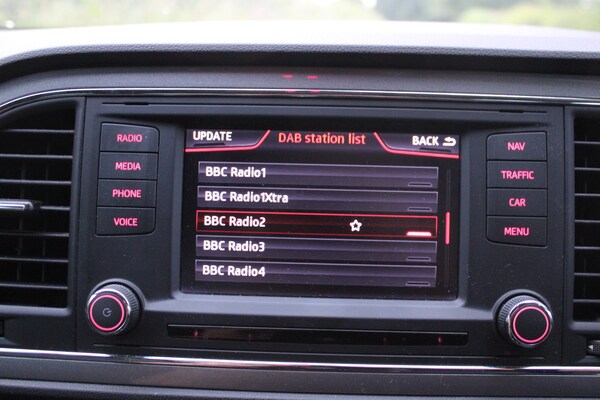 RADIO
MEDIA
PHONE
VOICE
UPDATE DAB station list BACK
BBC Radio1
BBC Radio1Xtra
BBC Radio2
BBC Radio3
BBC Radio4
NAV
TRAFFIC
CAR
MENU